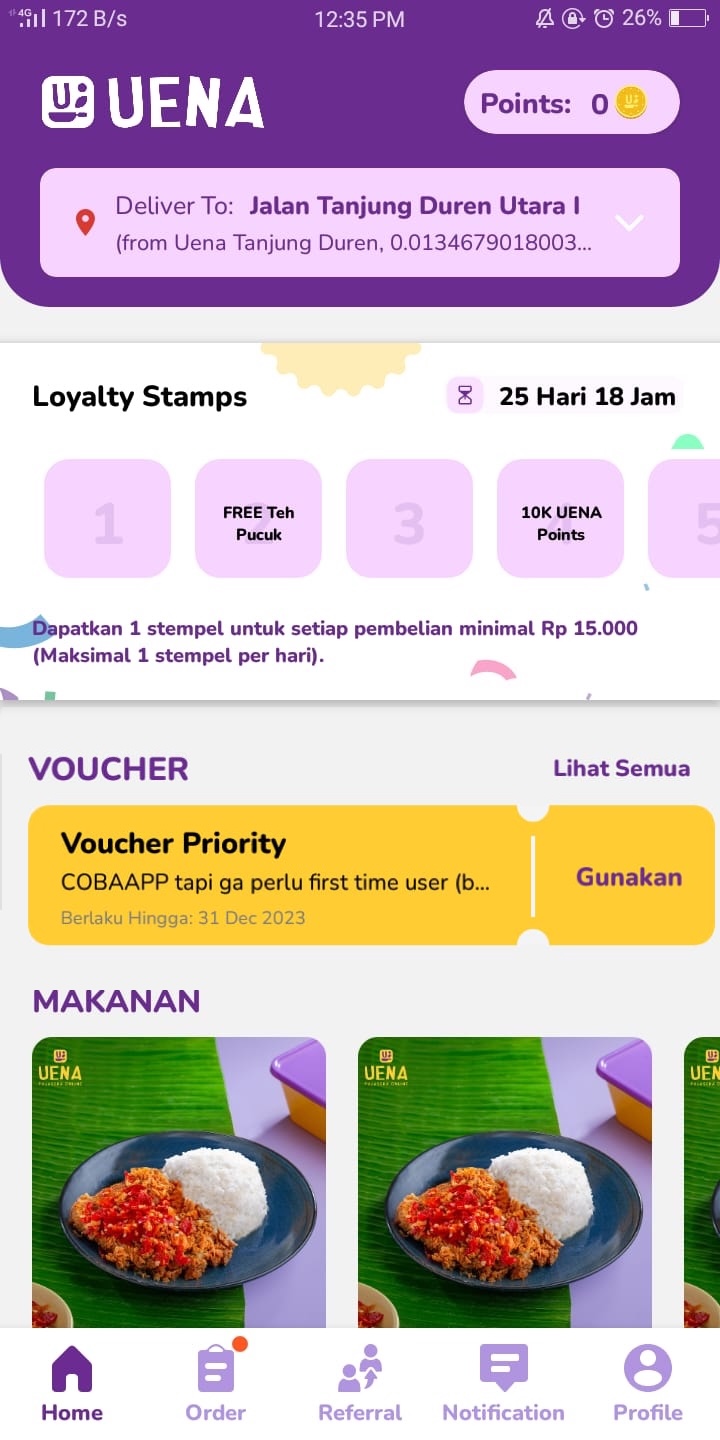 4G 172 B/s 12:35 PM 26%
UENA Points: 0
Deliver To: Jalan Tanjung Duren Utara I
(from Uena Tanjung Duren, 0.0134679018003...
Loyalty Stamps 25 Hari 18 Jam
1 FREE Teh Pucuk 2 3 10K UENA Points 4 5
Dapatkan 1 stempel untuk setiap pembelian minimal Rp 15.000
(Maksimal 1 stempel per hari).
VOUCHER Lihat Semua
Voucher Priority
COBAAPP tapi ga perlu first time user (b...
Gunakan
Berlaku Hingga: 31 Dec 2023
MAKANAN
UENA UENA UEN
Home Order Referral Notification Profile